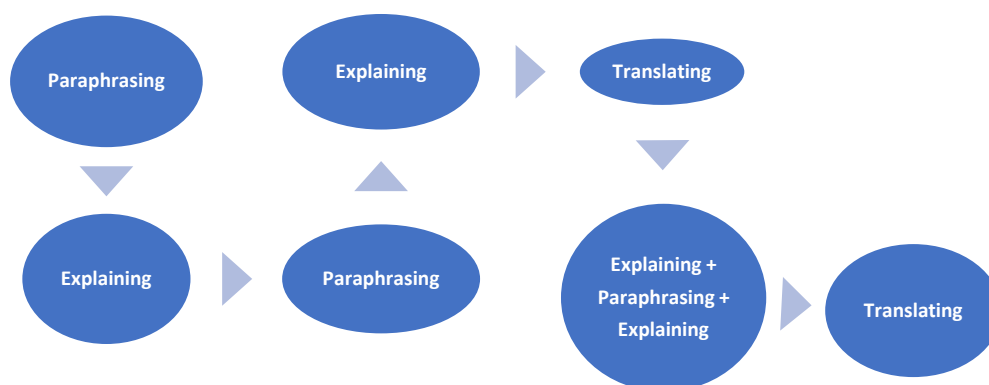 Paraphrasing
Explaining
Paraphrasing
Explaining
Translating
Explaining +
Paraphrasing +
Explaining
Translating